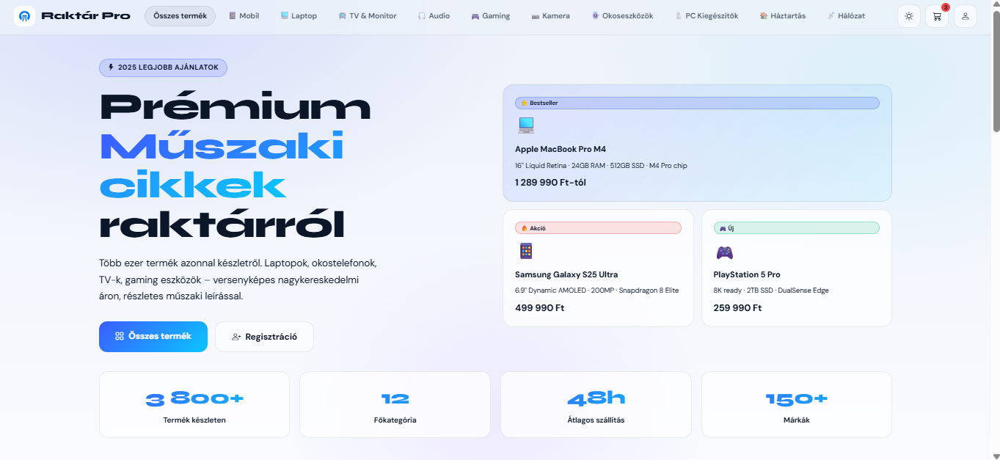 Raktár Pro
Összes termék
Mobil
Laptop
TV & Monitor
Audio
Gaming
Kamera
Okoseszközök
PC Kiegészítők
Háztartás
Hálózat
3
2025 LEGJOBB AJÁNLATOK
Prémium
Műszaki
cikkek
raktárról
Több ezer termék azonnal készletről. Laptopok, okostelefonok,
TV-k, gaming eszközök – versenyképes nagykereskedelmi
áron, részletes műszaki leírással.
Összes termék
Regisztráció
Bestseller
Apple MacBook Pro M4
16" Liquid Retina · 24GB RAM · 512GB SSD · M4 Pro chip
1 289 990 Ft-tól
Akció
Samsung Galaxy S25 Ultra
6.9" Dynamic AMOLED · 200MP · Snapdragon 8 Elite
499 990 Ft
Új
PlayStation 5 Pro
8K ready · 2TB SSD · DualSense Edge
259 990 Ft
3 800+
Termék készleten
12
Főkategória
48h
Átlagos szállítás
150+
Márkák